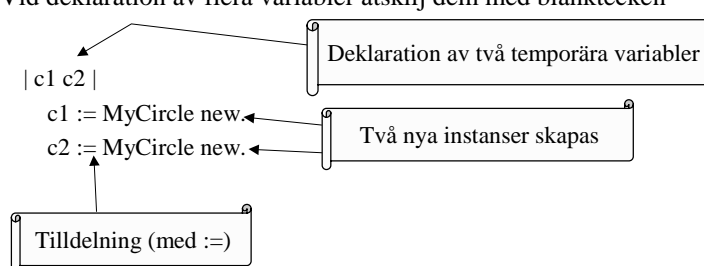 Vid deklaration av flera variabler åtskilj dem med blanktecken
Deklaration av två temporära variabler
| c1 c2 |
c1 := MyCircle new.
Två nya instanser skapas
c2 := MyCircle new.
Tilldelning (med :=)